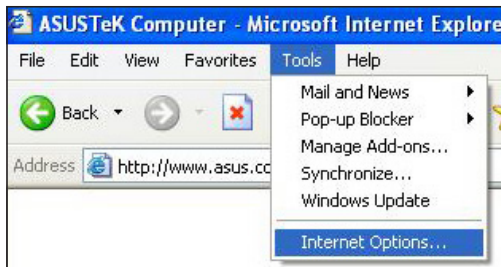 ASUSTeK Computer - Microsoft Internet Explore
File Edit View Favorites Tools Help
Back
Mail and News
Pop-up Blocker
Manage Add-ons...
Address http://www.asus.co
Synchronize...
Windows Update
Internet Options...